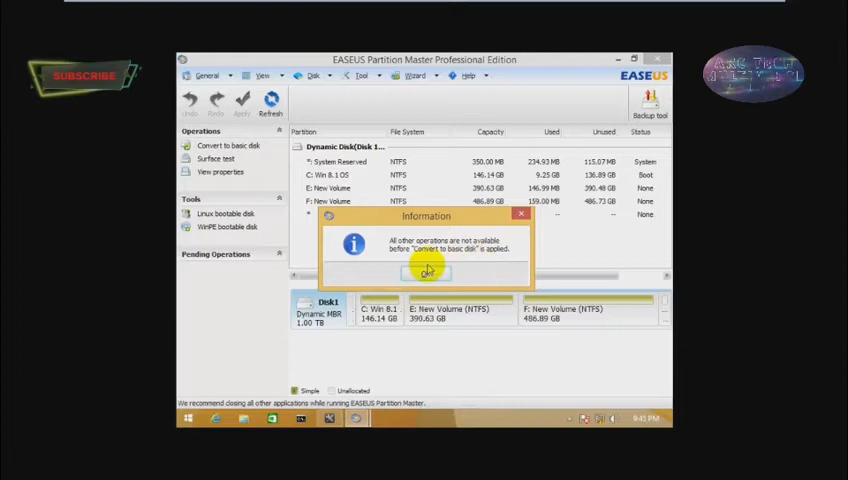 EASEUS Partition Master Professional Edition
SUBSCRIBE
General View Disk Tool Wizard Help EASEUS
Undo Redo Apply Refresh Backup tool
Operations
Convert to basic disk
Surface test
View properties
Tools
Linux bootable disk
WinPE bootable disk
Pending Operations
Partition File System Capacity Used Unused Status
Dynamic Disk(Disk 1...
*: System Reserved NTFS 350.00 MB 234.93 MB 115.07 MB System
C: Win 8.1 OS NTFS 146.14 GB 9.25 GB 136.89 GB Boot
E: New Volume NTFS 390.63 GB 146.99 MB 390.48 GB None
F: New Volume NTFS 486.89 GB 159.00 MB 486.73 GB None
* -- -- None
Information
All other operations are not available
before "Convert to basic disk" is applied.
Disk1
Dynamic MBR
1.00 TB
C: Win 8.1
146.14 GB
E: New Volume (NTFS)
390.63 GB
F: New Volume (NTFS)
486.89 GB
Simple Unallocated
We recommend closing all other applications while running EASEUS Partition Master.
9:41 PM